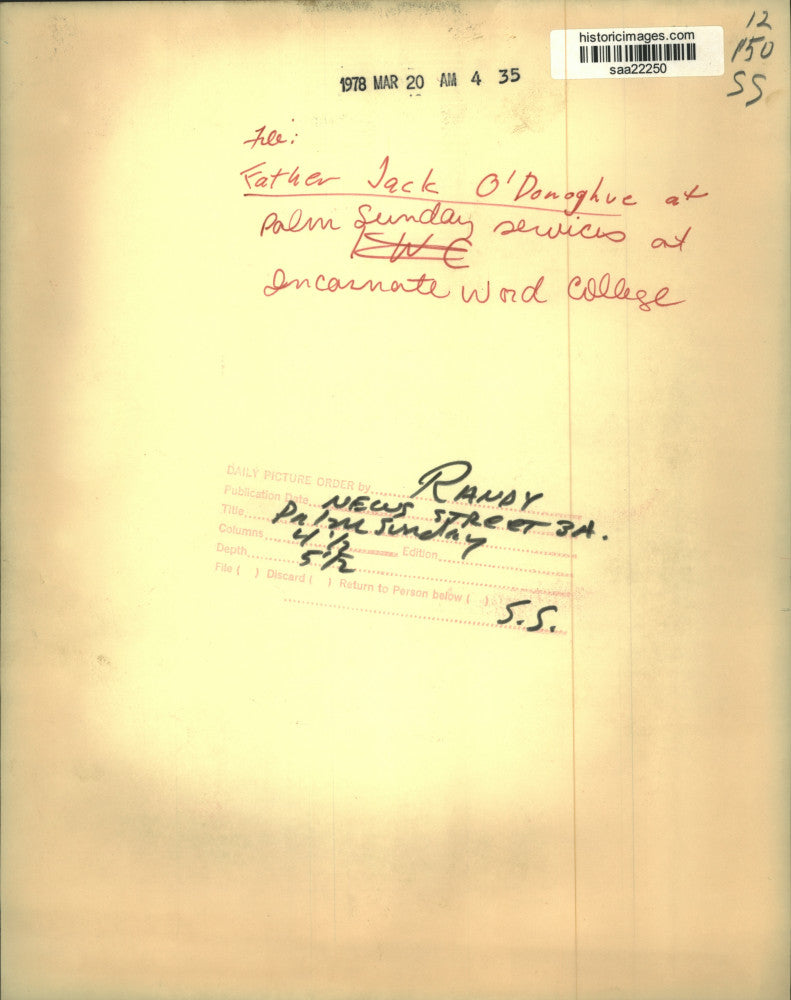 historicimages.com
saa22250
12
150
SS
1978 MAR 20 AM 4 35
File:
Father Jack O'Donoghue at
Palm Sunday services at
IWC
Incarnate Word College
DAILY PICTURE ORDER by RANDY
Publication Date NEWS STREET 3A.
Title Palm Sunday
Columns 4 1/2 Edition
Depth 5 1/2
File ( ) Discard ( ) Return to Person below ( )
S.S.